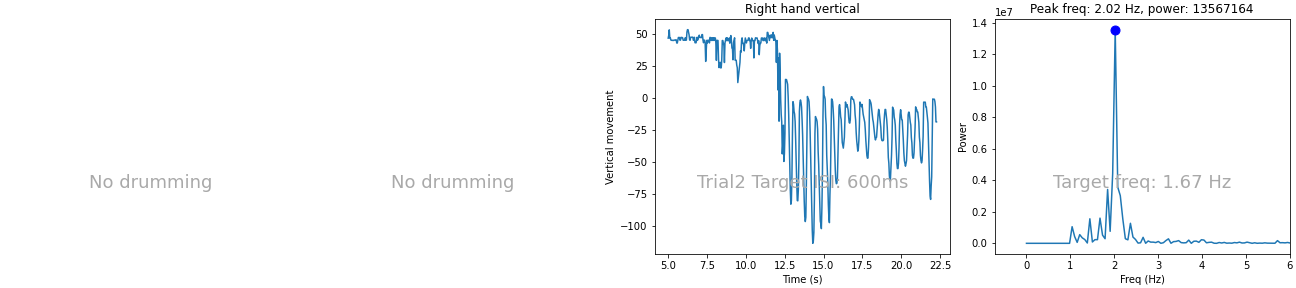 No drumming
No drumming
Right hand vertical
Vertical movement
50
25
0
−25
−50
−75
−100
5.0 7.5 10.0 12.5 15.0 17.5 20.0 22.5
Time (s)
Trial2 Target ISI: 600ms
Peak freq: 2.02 Hz, power: 13567164
1e7
Power
1.4
1.2
1.0
0.8
0.6
0.4
0.2
0.0
0 1 2 3 4 5 6
Freq (Hz)
Target freq: 1.67 Hz